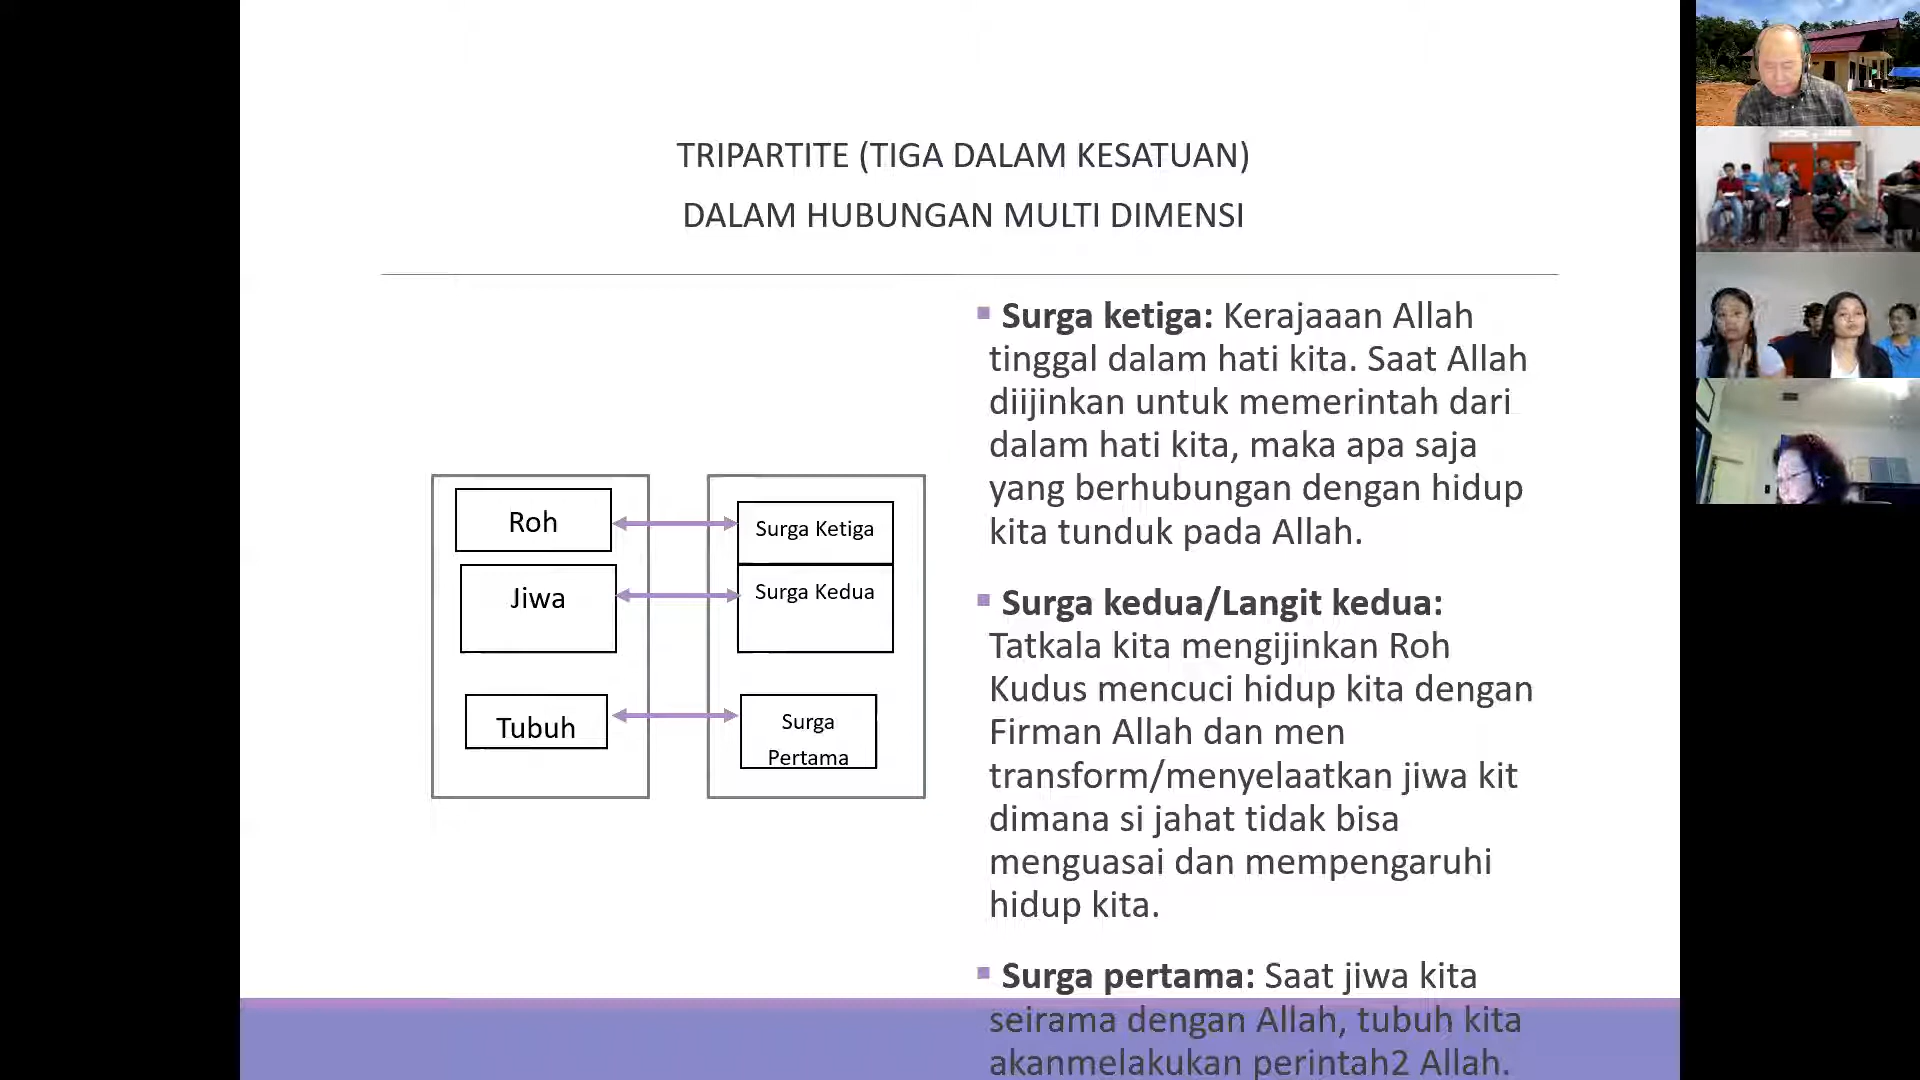 TRIPARTITE (TIGA DALAM KESATUAN)
DALAM HUBUNGAN MULTI DIMENSI
Roh
Jiwa
Tubuh
Surga Ketiga
Surga Kedua
Surga
Pertama
Surga ketiga: Kerajaaan Allah
tinggal dalam hati kita. Saat Allah
diijinkan untuk memerintah dari
dalam hati kita, maka apa saja
yang berhubungan dengan hidup
kita tunduk pada Allah.
Surga kedua/Langit kedua:
Tatkala kita mengijinkan Roh
Kudus mencuci hidup kita dengan
Firman Allah dan men
transform/menyelaatkan jiwa kit
dimana si jahat tidak bisa
menguasai dan mempengaruhi
hidup kita.
Surga pertama: Saat jiwa kita
seirama dengan Allah, tubuh kita
akanmelakukan perintah2 Allah.